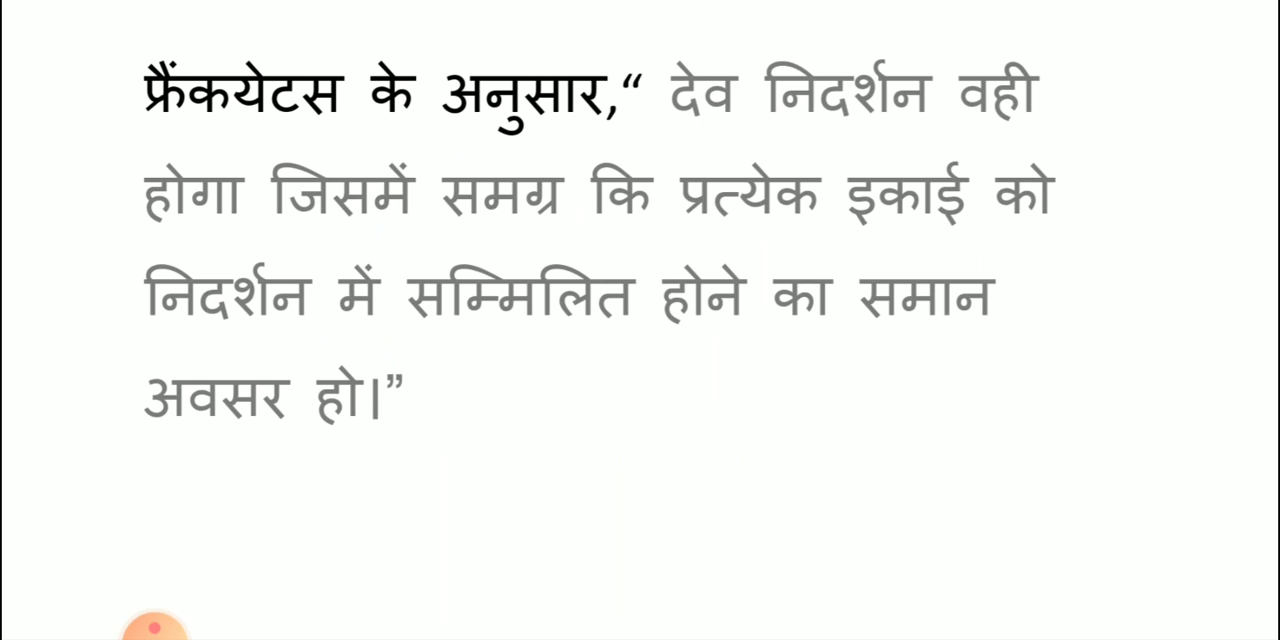 फ्रैंकयेटस के अनुसार,“ देव निदर्शन वही
होगा जिसमें समग्र कि प्रत्येक इकाई को
निदर्शन में सम्मिलित होने का समान
अवसर हो।”